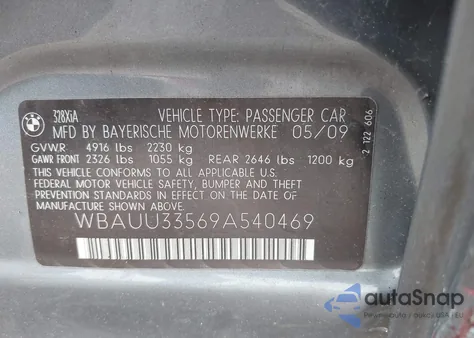 BMW
328XiA
VEHICLE TYPE: PASSENGER CAR
MFD BY BAYERISCHE MOTORENWERKE 05/09
GVWR: 4916 lbs 2230 kg
GAWR FRONT 2326 lbs 1055 kg REAR 2646 lbs 1200 kg
THIS VEHICLE CONFORMS TO ALL APPLICABLE U.S.
FEDERAL MOTOR VEHICLE SAFETY, BUMPER AND THEFT
PREVENTION STANDARDS IN EFFECT ON THE DATE OF
MANUFACTURE SHOWN ABOVE.
WBAUU33569A540469
2 122 606
autoSnap